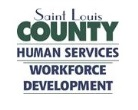 Saint Louis
COUNTY
HUMAN SERVICES
WORKFORCE
DEVELOPMENT